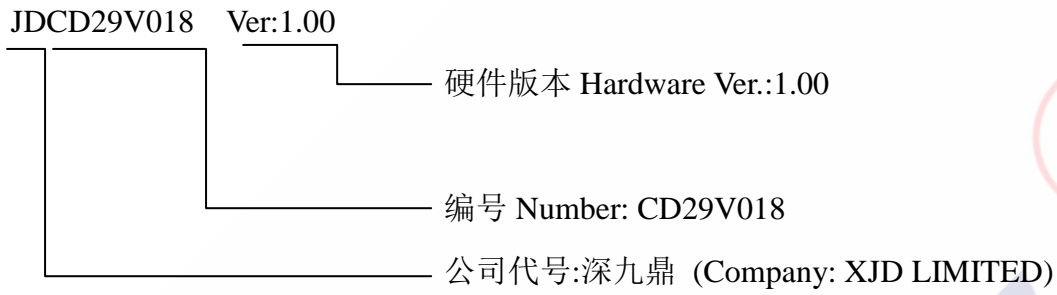 JDCD29V018 Ver:1.00
硬件版本 Hardware Ver.:1.00
编号 Number: CD29V018
公司代号:深九鼎 (Company: XJD LIMITED)